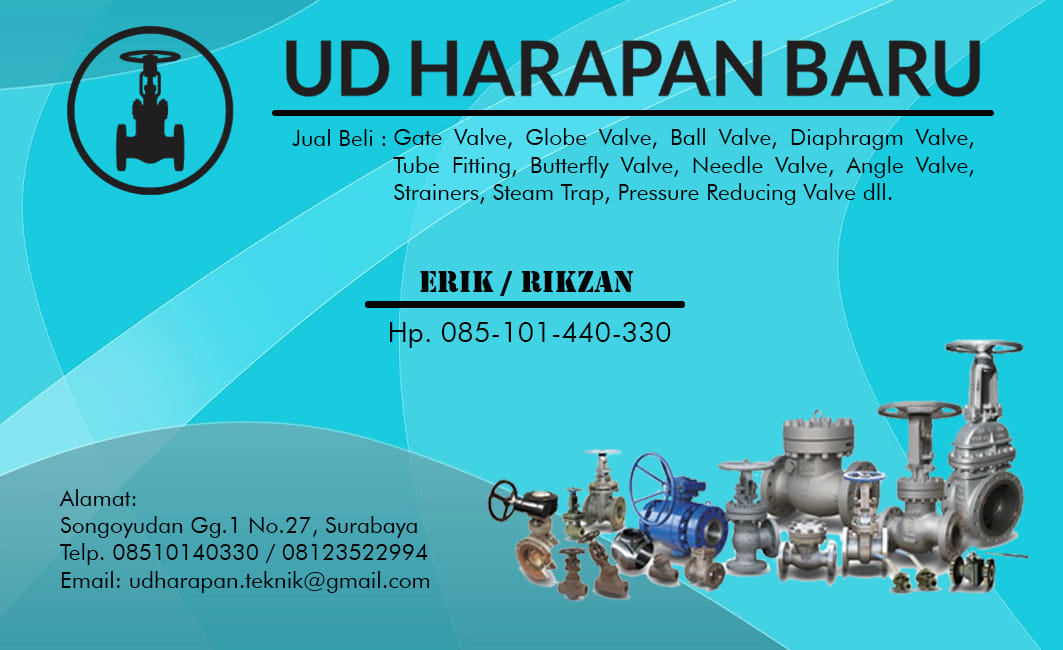 UD HARAPAN BARU
Jual Beli : Gate Valve, Globe Valve, Ball Valve, Diaphragm Valve,
Tube Fitting, Butterfly Valve, Needle Valve, Angle Valve,
Strainers, Steam Trap, Pressure Reducing Valve dll.
ERIK / RIKZAN
Hp. 085-101-440-330
Alamat:
Songoyudan Gg.1 No.27, Surabaya
Telp. 08510140330 / 08123522994
Email: udharapan.teknik@gmail.com